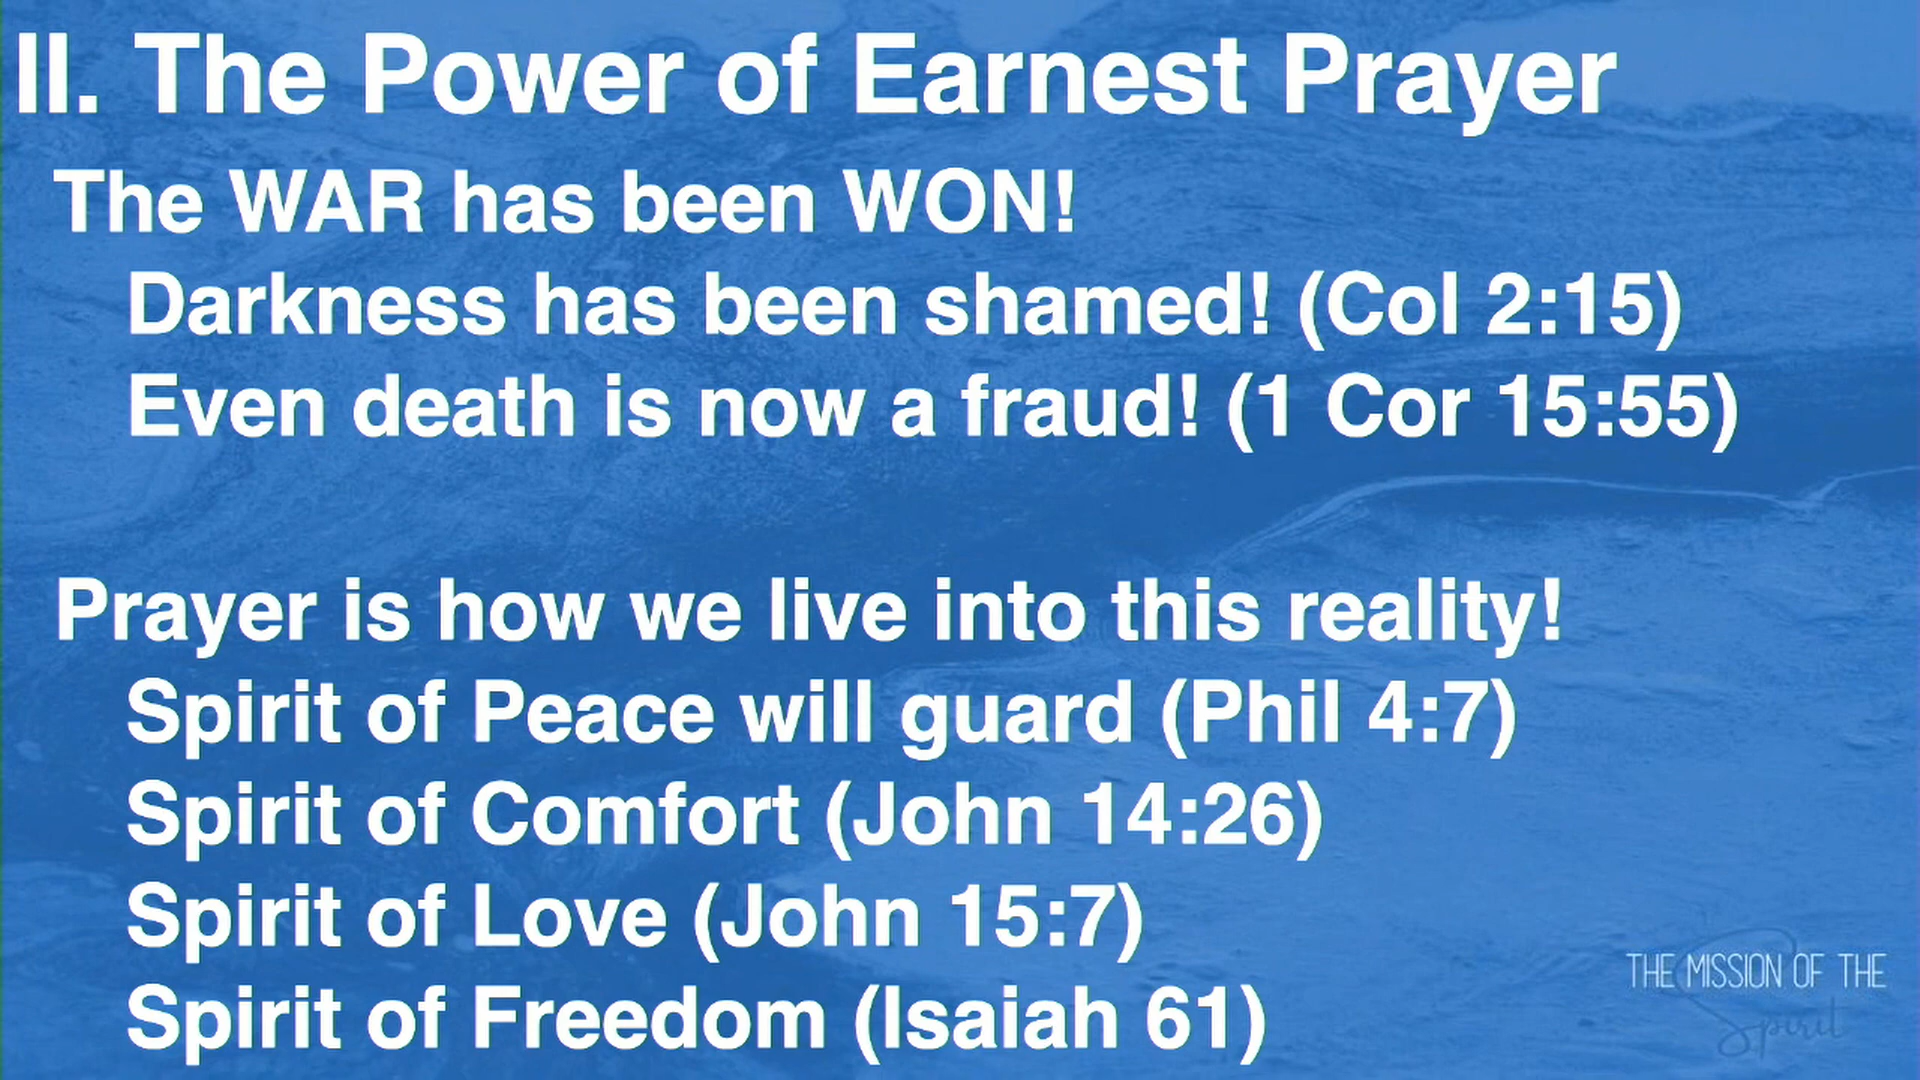 II. The Power of Earnest Prayer
The WAR has been WON!
Darkness has been shamed! (Col 2:15)
Even death is now a fraud! (1 Cor 15:55)
Prayer is how we live into this reality!
Spirit of Peace will guard (Phil 4:7)
Spirit of Comfort (John 14:26)
Spirit of Love (John 15:7)
Spirit of Freedom (Isaiah 61)
THE MISSION OF THE
Spirit